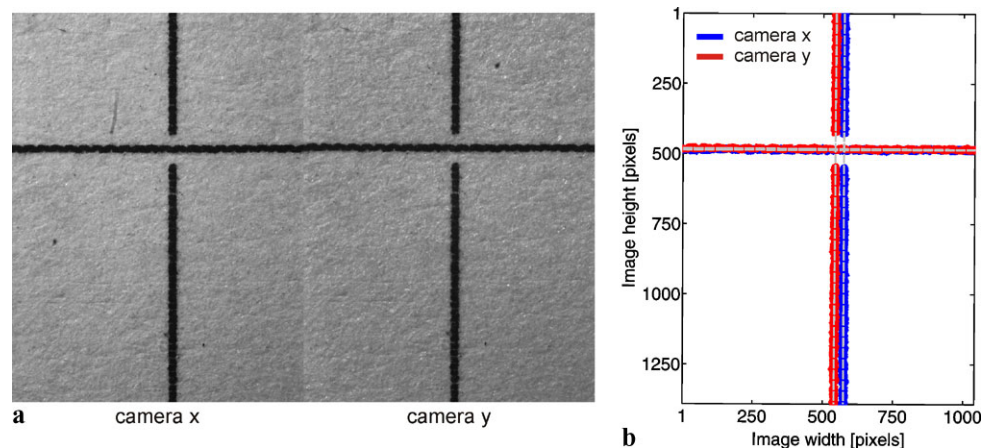 a
camera x
camera y
camera x
camera y
1
250
500
750
1000
1250
Image height [pixels]
1
250
500
750
1000
Image width [pixels]
b